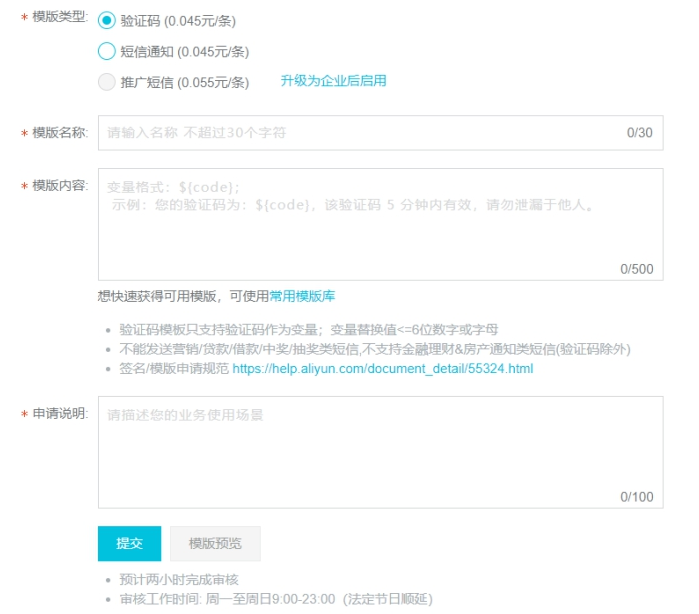 * 模版类型: 验证码 (0.045元/条)
短信通知 (0.045元/条)
推广短信 (0.055元/条) 升级为企业后启用
* 模版名称: 请输入名称 不超过30个字符 0/30
* 模版内容: 变量格式：${code};
示例：您的验证码为：${code}，该验证码 5 分钟内有效，请勿泄漏于他人。
0/500
想快速获得可用模版，可使用常用模版库
验证码模板只支持验证码作为变量；变量替换值<=6位数字或字母
不能发送营销/贷款/借款/中奖/抽奖类短信,不支持金融理财&房产通知类短信(验证码除外)
签名/模版申请规范 https://help.aliyun.com/document_detail/55324.html
* 申请说明: 请描述您的业务使用场景
0/100
提交 模版预览
预计两小时完成审核
审核工作时间: 周一至周日9:00-23:00（法定节日顺延）